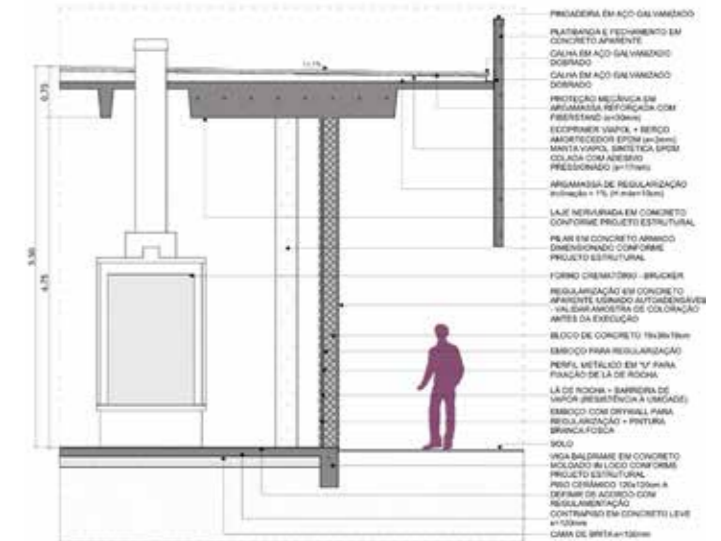 PINGADEIRA EM AÇO GALVANIZADO
PLATIBANDA E FECHAMENTO EM
CONCRETO APARENTE
CALHA EM AÇO GALVANIZADO
DOBRADO
CALHA EM AÇO GALVANIZADO
DOBRADO
PROTEÇÃO MECÂNICA EM
ARGAMASSA REFORÇADA COM
FIBERSTAND (e=30mm)
ECOPRIMER VIAPOL + BERÇO
AMORTECEDOR EPDM (e=2mm)
MANTA VIAPOL SINTÉTICA EPDM
COLADA COM ADESIVO
PRESSIONADO
ARGAMASSA DE REGULARIZAÇÃO
inclinação = 1% (H máx=10cm)
LAJE NERVURADA EM CONCRETO
CONFORME PROJETO ESTRUTURAL
PILAR EM CONCRETO ARMADO
DIMENSIONADO CONFORME
PROJETO ESTRUTURAL
FORNO CREMATÓRIO - BRUCKER
REGULARIZAÇÃO EM CONCRETO
APARENTE USINADO AUTOADENSÁVEL
- VALIDAR AMOSTRA DE COLORAÇÃO
ANTES DA EXECUÇÃO
BLOCO DE CONCRETO 19x39x19cm
EMBOÇO PARA REGULARIZAÇÃO
PERFIL METÁLICO EM "U" PARA
FIXAÇÃO DE LÃ DE ROCHA
LÃ DE ROCHA + BARREIRA DE
VAPOR (RESISTÊNCIA À UMIDADE)
EMBOÇO COM DRYWALL PARA
REGULARIZAÇÃO + PINTURA
BRANCA FOSCA
SOLO
VIGA BALDRAME EM CONCRETO
MOLDADO IN LOCO CONFORME
PROJETO ESTRUTURAL
PISO CERÂMICO 120x120cm A
DEFINIR DE ACORDO COM
REGULAMENTAÇÃO
CONTRAPISO EM CONCRETO LEVE
e=120mm
CAMA DE BRITA e=100mm
0,75
5,50
4,75